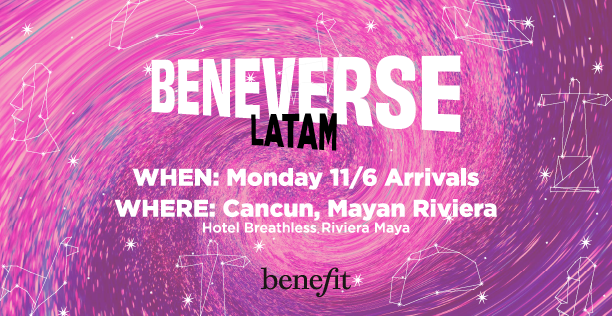 BENEVERSE
LATAM
WHEN: Monday 11/6 Arrivals
WHERE: Cancun, Mayan Riviera
Hotel Breathless Riviera Maya
benefit